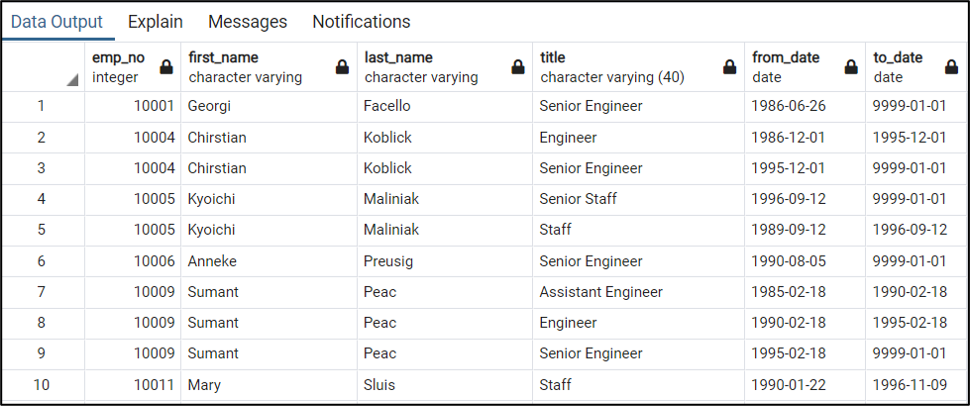 Data Output Explain Messages Notifications
emp_no first_name last_name title from_date to_date
integer character varying character varying character varying (40) date date
1 10001 Georgi Facello Senior Engineer 1986-06-26 9999-01-01
2 10004 Chirstian Koblick Engineer 1986-12-01 1995-12-01
3 10004 Chirstian Koblick Senior Engineer 1995-12-01 9999-01-01
4 10005 Kyoichi Maliniak Senior Staff 1996-09-12 9999-01-01
5 10005 Kyoichi Maliniak Staff 1989-09-12 1996-09-12
6 10006 Anneke Preusig Senior Engineer 1990-08-05 9999-01-01
7 10009 Sumant Peac Assistant Engineer 1985-02-18 1990-02-18
8 10009 Sumant Peac Engineer 1990-02-18 1995-02-18
9 10009 Sumant Peac Senior Engineer 1995-02-18 9999-01-01
10 10011 Mary Sluis Staff 1990-01-22 1996-11-09